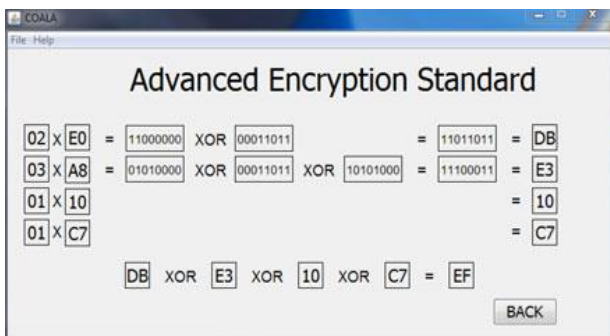 COALA
File Help
Advanced Encryption Standard
02 X E0 = 11000000 XOR 00011011 = 11011011 = DB
03 X A8 = 01010000 XOR 00011011 XOR 10101000 = 11100011 = E3
01 X 10 = 10
01 X C7 = C7
DB XOR E3 XOR 10 XOR C7 = EF
BACK